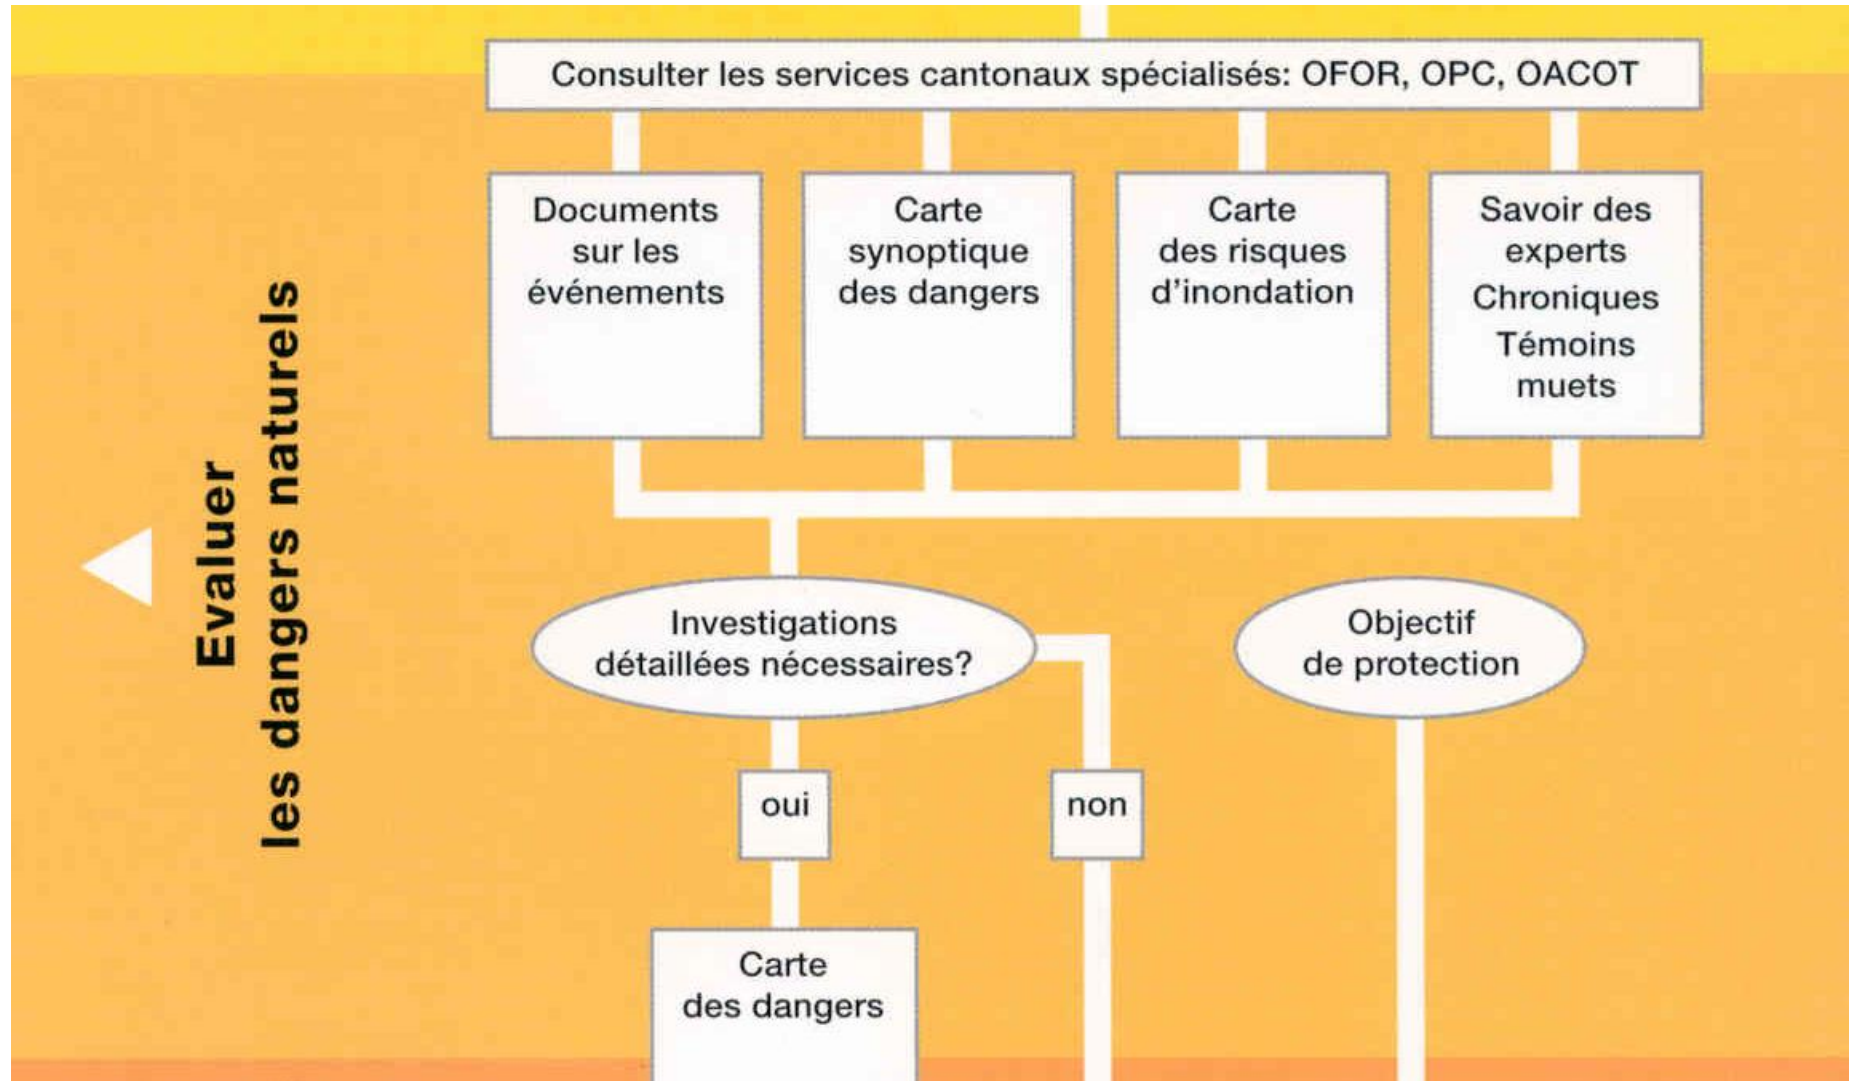 Consulter les services cantonaux spécialisés: OFOR, OPC, OACOT
Documents
sur les
événements
Carte
synoptique
des dangers
Carte
des risques
d'inondation
Savoir des
experts
Chroniques
Témoins
muets
Evaluer
les dangers naturels
Investigations
détaillées nécessaires?
Objectif
de protection
oui
non
Carte
des dangers